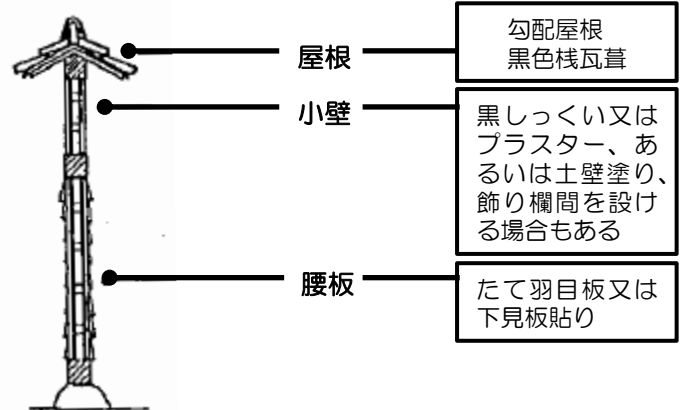 屋根
勾配屋根
黒色桟瓦葺
小壁
黒しっくい又は
プラスター、あ
るいは土壁塗り、
飾り欄間を設け
る場合もある
腰板
たて羽目板又は
下見板貼り